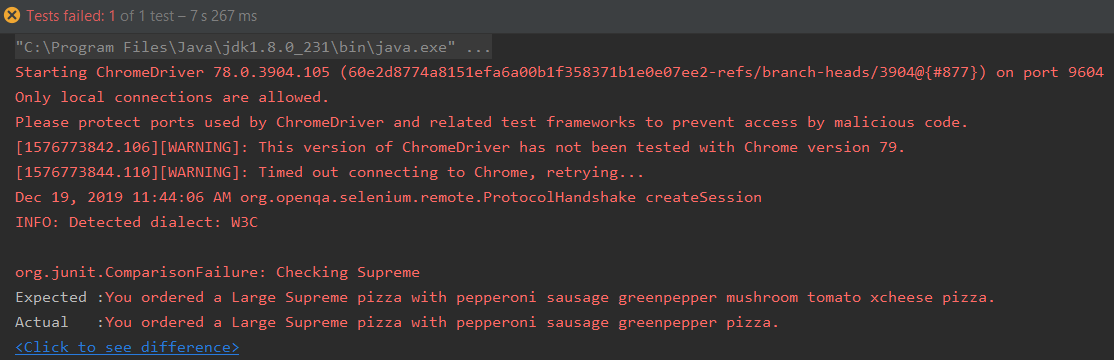 Tests failed: 1 of 1 test – 7 s 267 ms
"C:\Program Files\Java\jdk1.8.0_231\bin\java.exe" ...
Starting ChromeDriver 78.0.3904.105 (60e2d8774a8151efa6a00b1f358371b1e0e07ee2-refs/branch-heads/3904@{#877}) on port 9604
Only local connections are allowed.
Please protect ports used by ChromeDriver and related test frameworks to prevent access by malicious code.
[1576773842.106][WARNING]: This version of ChromeDriver has not been tested with Chrome version 79.
[1576773844.110][WARNING]: Timed out connecting to Chrome, retrying...
Dec 19, 2019 11:44:06 AM org.openqa.selenium.remote.ProtocolHandshake createSession
INFO: Detected dialect: W3C
org.junit.ComparisonFailure: Checking Supreme
Expected :You ordered a Large Supreme pizza with pepperoni sausage greenpepper mushroom tomato xcheese pizza.
Actual   :You ordered a Large Supreme pizza with pepperoni sausage greenpepper pizza.
<Click to see difference>